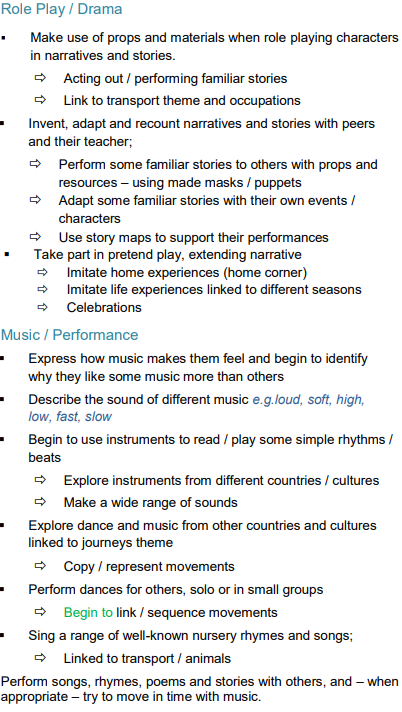 Role Play / Drama
▪ Make use of props and materials when role playing characters
in narratives and stories.
⇨ Acting out / performing familiar stories
⇨ Link to transport theme and occupations
▪ Invent, adapt and recount narratives and stories with peers
and their teacher;
⇨ Perform some familiar stories to others with props and
resources – using made masks / puppets
⇨ Adapt some familiar stories with their own events /
characters
⇨ Use story maps to support their performances
▪ Take part in pretend play, extending narrative
⇨ Imitate home experiences (home corner)
⇨ Imitate life experiences linked to different seasons
⇨ Celebrations
Music / Performance
▪ Express how music makes them feel and begin to identify
why they like some music more than others
▪ Describe the sound of different music e.g.loud, soft, high,
low, fast, slow
▪ Begin to use instruments to read / play some simple rhythms /
beats
⇨ Explore instruments from different countries / cultures
⇨ Make a wide range of sounds
▪ Explore dance and music from other countries and cultures
linked to journeys theme
⇨ Copy / represent movements
▪ Perform dances for others, solo or in small groups
⇨ Begin to link / sequence movements
▪ Sing a range of well-known nursery rhymes and songs;
⇨ Linked to transport / animals
Perform songs, rhymes, poems and stories with others, and – when
appropriate – try to move in time with music.